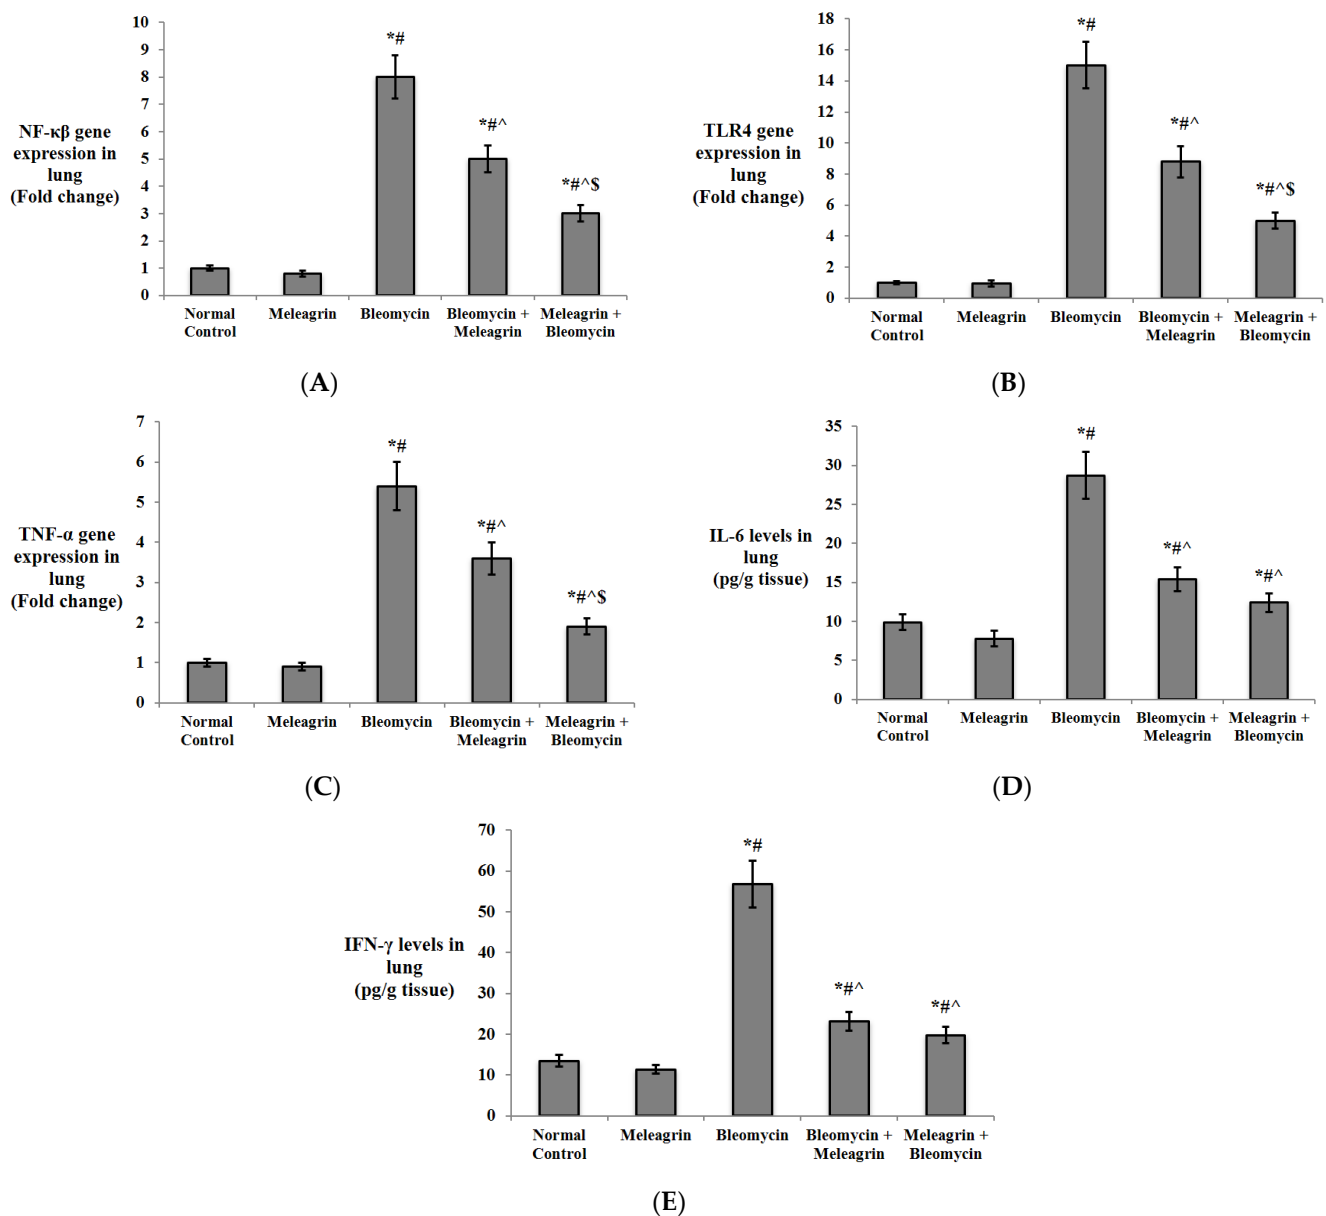 10
9
8
7
6
5
4
3
2
1
0
NF-κβ gene
expression in
lung
(Fold change)
*#
*#^
*#^$
Normal
Control
Meleagrin
Bleomycin
Bleomycin +
Meleagrin
Meleagrin +
Bleomycin
(A)
18
16
14
12
10
8
6
4
2
0
TLR4 gene
expression in
lung
(Fold change)
*#
*#^
*#^$
Normal
Control
Meleagrin
Bleomycin
Bleomycin +
Meleagrin
Meleagrin +
Bleomycin
(B)
7
6
5
4
3
2
1
0
TNF-α gene
expression in
lung
(Fold change)
*#
*#^
*#^$
Normal
Control
Meleagrin
Bleomycin
Bleomycin +
Meleagrin
Meleagrin +
Bleomycin
(C)
35
30
25
20
15
10
5
0
IL-6 levels in
lung
(pg/g tissue)
*#
*#^
*#^
Normal
Control
Meleagrin
Bleomycin
Bleomycin +
Meleagrin
Meleagrin +
Bleomycin
(D)
70
60
50
40
30
20
10
0
IFN-γ levels in
lung
(pg/g tissue)
*#
*#^
*#^
Normal
Control
Meleagrin
Bleomycin
Bleomycin +
Meleagrin
Meleagrin +
Bleomycin
(E)